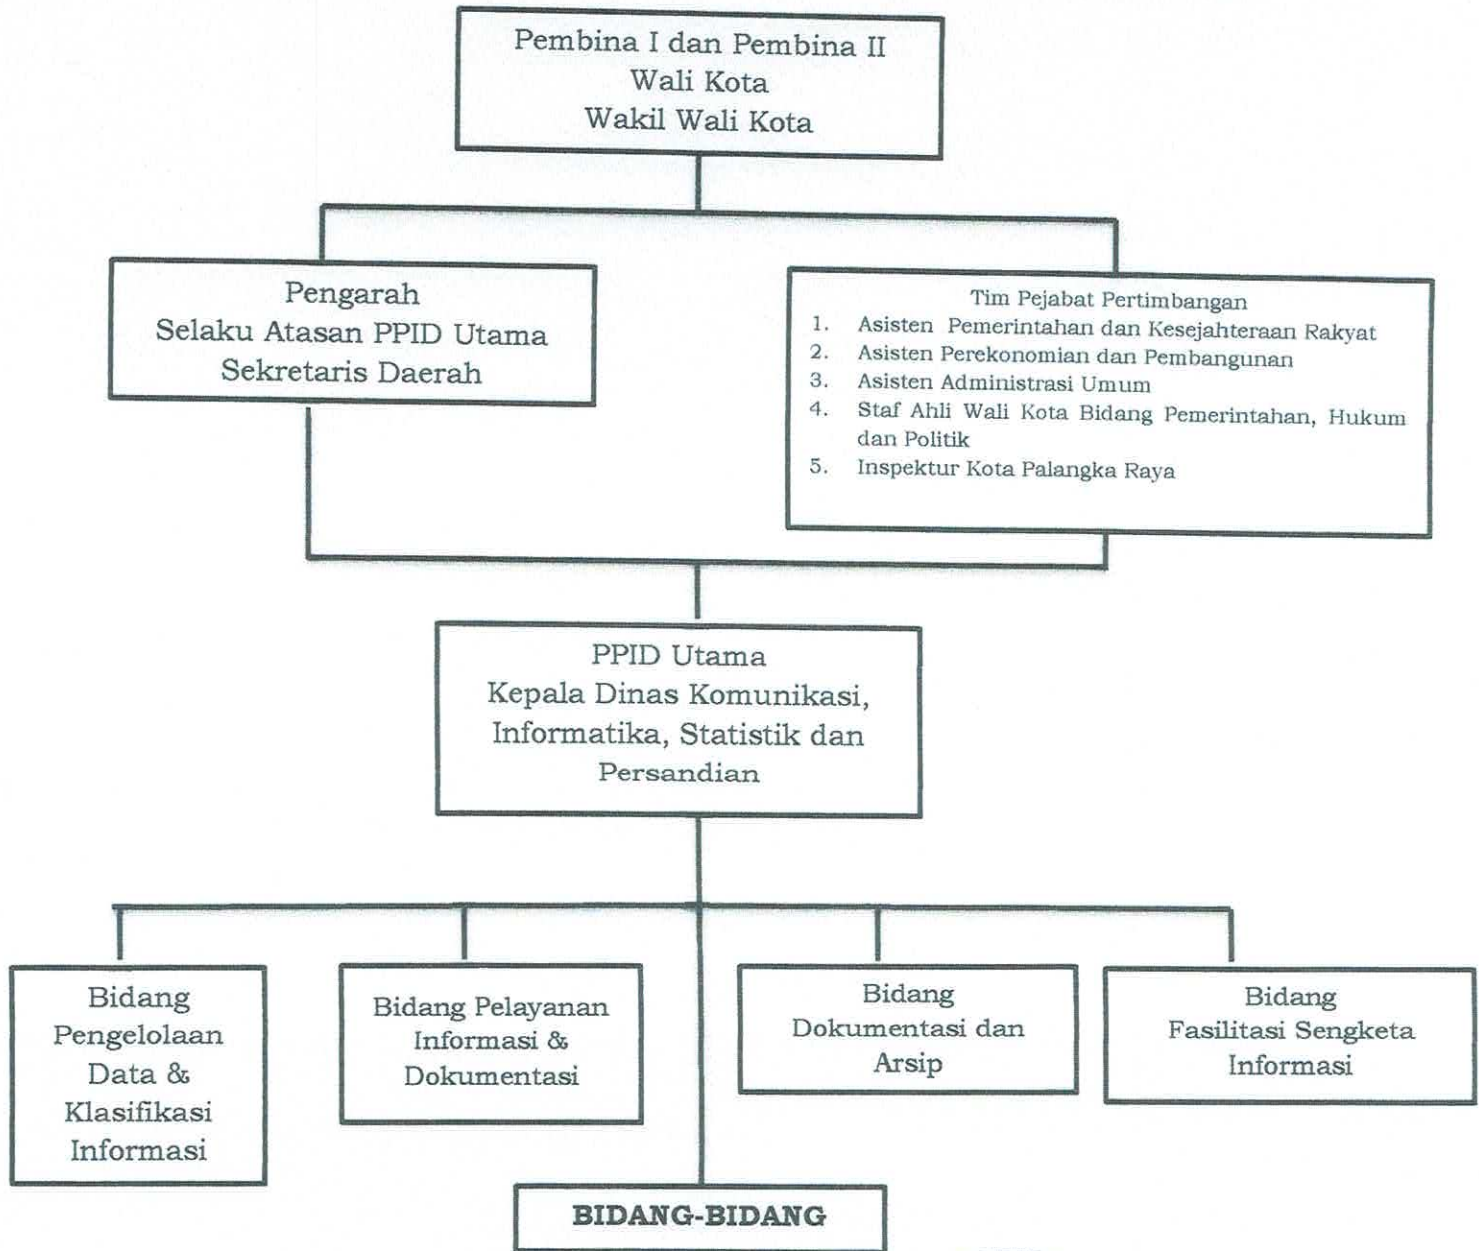 Pembina I dan Pembina II
Wali Kota
Wakil Wali Kota
Pengarah
Selaku Atasan PPID Utama
Sekretaris Daerah
Tim Pejabat Pertimbangan
1. Asisten Pemerintahan dan Kesejahteraan Rakyat
2. Asisten Perekonomian dan Pembangunan
3. Asisten Administrasi Umum
4. Staf Ahli Wali Kota Bidang Pemerintahan, Hukum
dan Politik
5. Inspektur Kota Palangka Raya
PPID Utama
Kepala Dinas Komunikasi,
Informatika, Statistik dan
Persandian
Bidang
Pengelolaan
Data &
Klasifikasi
Informasi
Bidang Pelayanan
Informasi &
Dokumentasi
Bidang
Dokumentasi dan
Arsip
Bidang
Fasilitasi Sengketa
Informasi
BIDANG-BIDANG